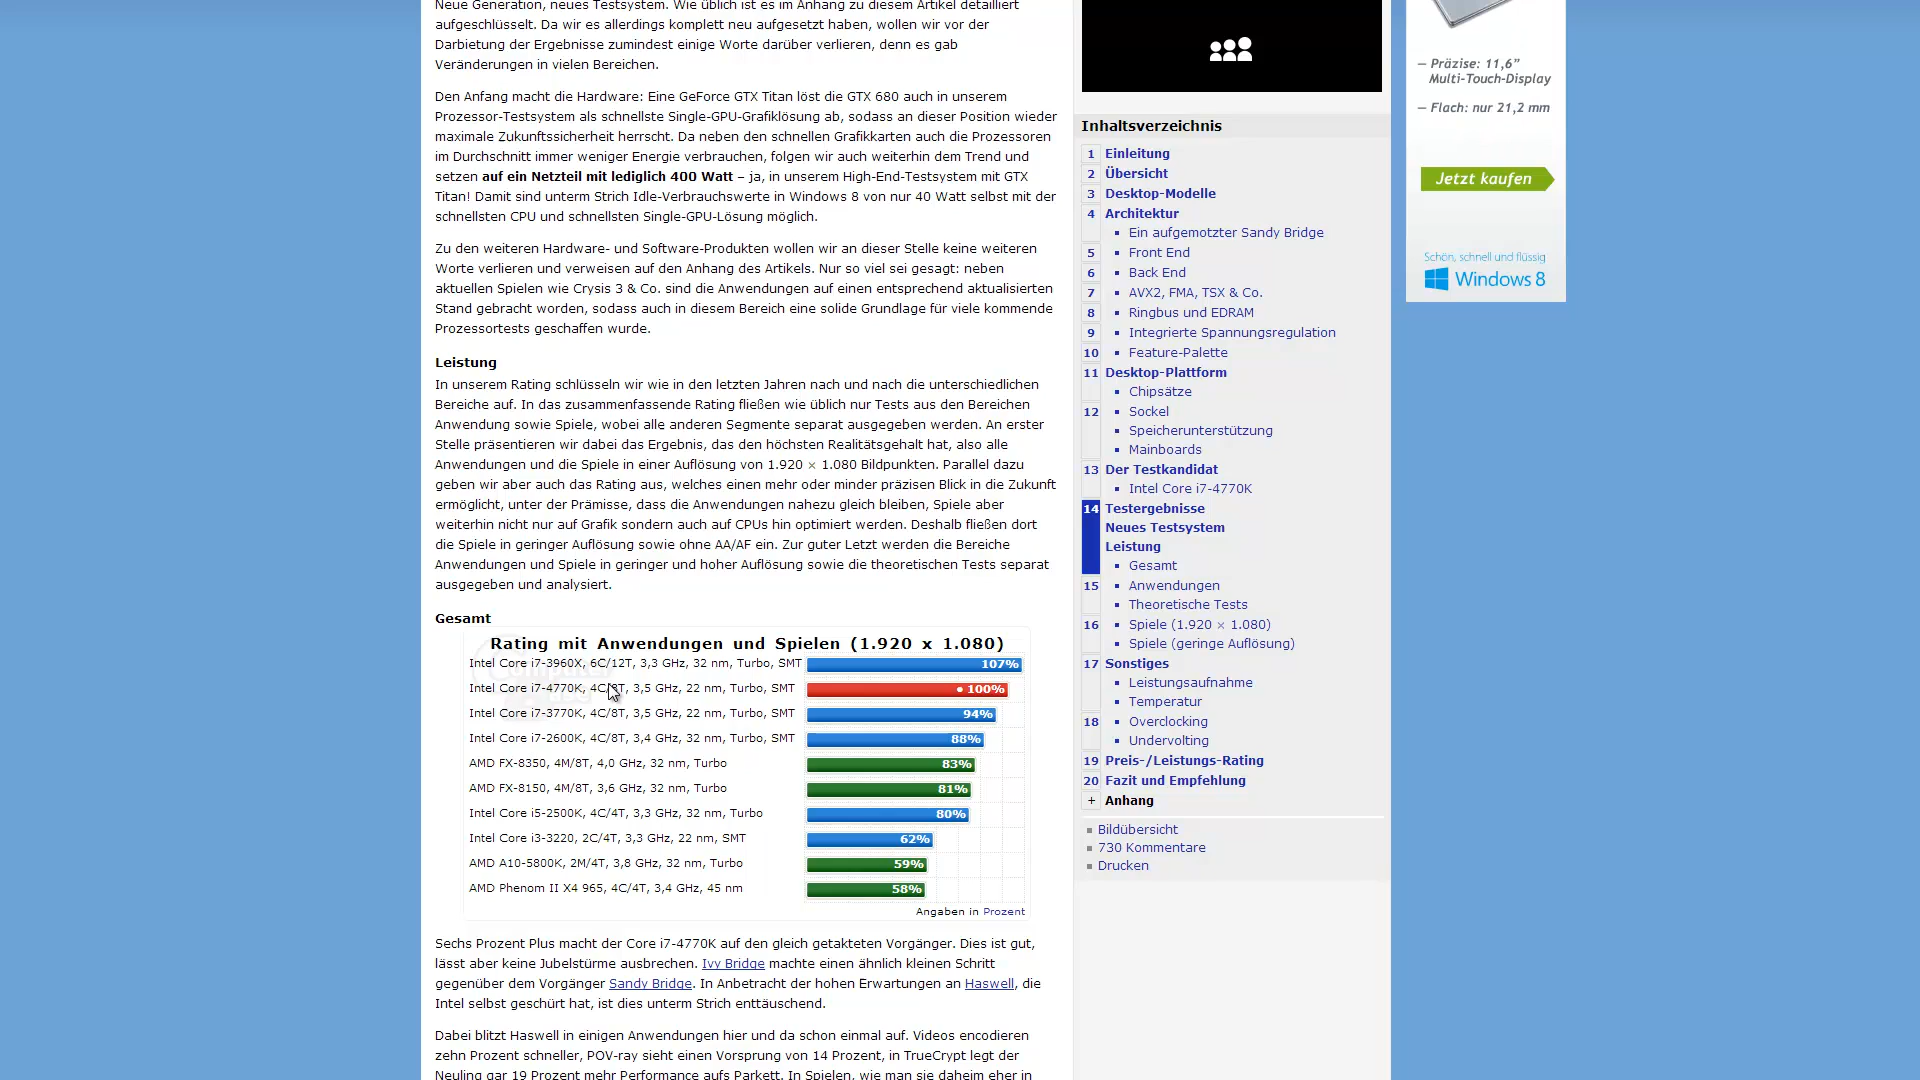 Neue Generation, neues Testsystem. Wie üblich ist es im Anhang zu diesem Artikel detailliert
aufgeschlüsselt. Da wir es allerdings komplett neu aufgesetzt haben, wollen wir vor der
Darbietung der Ergebnisse zumindest einige Worte darüber verlieren, denn es gab
Veränderungen in vielen Bereichen.
Den Anfang macht die Hardware: Eine GeForce GTX Titan löst die GTX 680 auch in unserem
Prozessor-Testsystem als schnellste Single-GPU-Grafiklösung ab, sodass an dieser Position wieder
maximale Zukunftssicherheit herrscht. Da neben den schnellen Grafikkarten auch die Prozessoren
im Durchschnitt immer weniger Energie verbrauchen, folgen wir auch weiterhin dem Trend und
setzen auf ein Netzteil mit lediglich 400 Watt – ja, in unserem High-End-Testsystem mit GTX
Titan! Damit sind unterm Strich Idle-Verbrauchswerte in Windows 8 von nur 40 Watt selbst mit der
schnellsten CPU und schnellsten Single-GPU-Lösung möglich.
Zu den weiteren Hardware- und Software-Produkten wollen wir an dieser Stelle keine weiteren
Worte verlieren und verweisen auf den Anhang des Artikels. Nur so viel sei gesagt: neben
aktuellen Spielen wie Crysis 3 & Co. sind die Anwendungen auf einen entsprechend aktualisierten
Stand gebracht worden, sodass auch in diesem Bereich eine solide Grundlage für viele kommende
Prozessortests geschaffen wurde.
Leistung
In unserem Rating schlüsseln wir wie in den letzten Jahren nach und nach die unterschiedlichen
Bereiche auf. In das zusammenfassende Rating fließen wie üblich nur Tests aus den Bereichen
Anwendung sowie Spiele, wobei alle anderen Segmente separat ausgegeben werden. An erster
Stelle präsentieren wir dabei das Ergebnis, das den höchsten Realitätsgehalt hat, also alle
Anwendungen und die Spiele in einer Auflösung von 1.920 × 1.080 Bildpunkten. Parallel dazu
geben wir aber auch das Rating aus, welches einen mehr oder minder präzisen Blick in die Zukunft
ermöglicht, unter der Prämisse, dass die Anwendungen nahezu gleich bleiben, Spiele aber
weiterhin nicht nur auf Grafik sondern auch auf CPUs hin optimiert werden. Deshalb fließen dort
die Spiele in geringer Auflösung sowie ohne AA/AF ein. Zur guter Letzt werden die Bereiche
Anwendungen und Spiele in geringer und hoher Auflösung sowie die theoretischen Tests separat
ausgegeben und analysiert.
Gesamt
Rating mit Anwendungen und Spielen (1.920 x 1.080)
Intel Core i7-3960X, 6C/12T, 3,3 GHz, 32 nm, Turbo, SMT 107%
Intel Core i7-4770K, 4C/8T, 3,5 GHz, 22 nm, Turbo, SMT • 100%
Intel Core i7-3770K, 4C/8T, 3,5 GHz, 22 nm, Turbo, SMT 94%
Intel Core i7-2600K, 4C/8T, 3,4 GHz, 32 nm, Turbo, SMT 88%
AMD FX-8350, 4M/8T, 4,0 GHz, 32 nm, Turbo 83%
AMD FX-8150, 4M/8T, 3,6 GHz, 32 nm, Turbo 81%
Intel Core i5-2500K, 4C/4T, 3,3 GHz, 32 nm, Turbo 80%
Intel Core i3-3220, 2C/4T, 3,3 GHz, 22 nm, SMT 62%
AMD A10-5800K, 2M/4T, 3,8 GHz, 32 nm, Turbo 59%
AMD Phenom II X4 965, 4C/4T, 3,4 GHz, 45 nm 58%
Angaben in Prozent
Sechs Prozent Plus macht der Core i7-4770K auf den gleich getakteten Vorgänger. Dies ist gut,
lässt aber keine Jubelstürme ausbrechen. Ivy Bridge machte einen ähnlich kleinen Schritt
gegenüber dem Vorgänger Sandy Bridge. In Anbetracht der hohen Erwartungen an Haswell, die
Intel selbst geschürt hat, ist dies unterm Strich enttäuschend.
Dabei blitzt Haswell in einigen Anwendungen hier und da schon einmal auf. Videos encodieren
zehn Prozent schneller, POV-ray sieht einen Vorsprung von 14 Prozent, in TrueCrypt legt der
Neuling gar 19 Prozent mehr Performance aufs Parkett. In Spielen, wie man sie daheim eher in
Inhaltsverzeichnis
1 Einleitung
2 Übersicht
3 Desktop-Modelle
4 Architektur
Ein aufgemotzter Sandy Bridge
5 Front End
6 Back End
7 AVX2, FMA, TSX & Co.
8 Ringbus und EDRAM
9 Integrierte Spannungsregulation
10 Feature-Palette
11 Desktop-Plattform
Chipsätze
12 Sockel
Speicherunterstützung
Mainboards
13 Der Testkandidat
Intel Core i7-4770K
14 Testergebnisse
Neues Testsystem
Leistung
Gesamt
15 Anwendungen
Theoretische Tests
16 Spiele (1.920 × 1.080)
Spiele (geringe Auflösung)
17 Sonstiges
Leistungsaufnahme
Temperatur
18 Overclocking
Undervolting
19 Preis-/Leistungs-Rating
20 Fazit und Empfehlung
+ Anhang
Bildübersicht
730 Kommentare
Drucken
— Präzise: 11,6”
Multi-Touch-Display
— Flach: nur 21,2 mm
Jetzt kaufen
Schön, schnell und flüssig
Windows 8